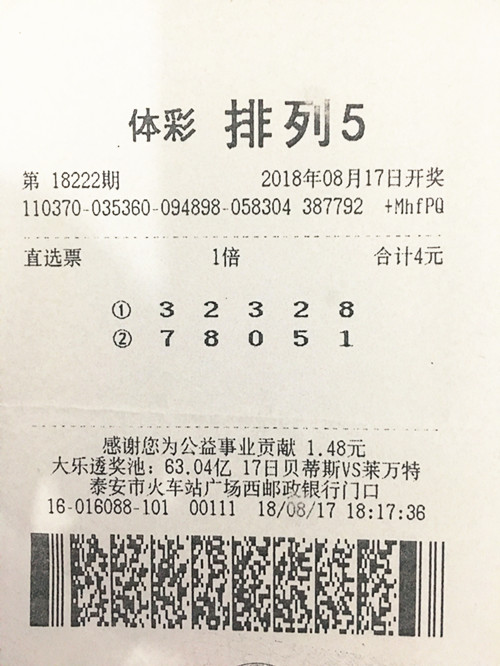 体彩 排列5
第 18222期 2018年08月17日开奖
110370-035360-094898-058304 387792 +MhfPQ
直选票 1倍 合计4元
① 3 2 3 2 8
② 7 8 0 5 1
感谢您为公益事业贡献 1.48元
大乐透奖池：63.04亿 17日贝蒂斯VS莱万特
泰安市火车站广场西邮政银行门口
16-016088-101 00111 18/08/17 18:17:36